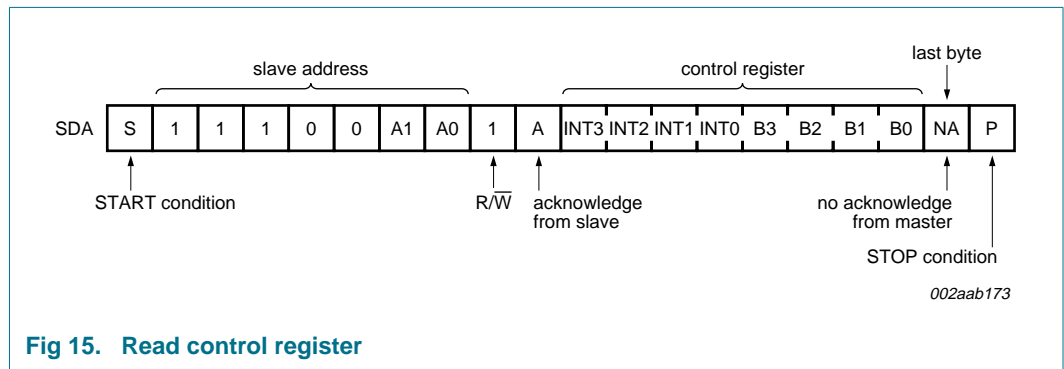 last byte
slave address control register
SDA S 1 1 1 0 0 A1 A0 1 A INT3 INT2 INT1 INT0 B3 B2 B1 B0 NA P
START condition R/W̅ acknowledge from slave no acknowledge from master
STOP condition
002aab173
Fig 15. Read control register